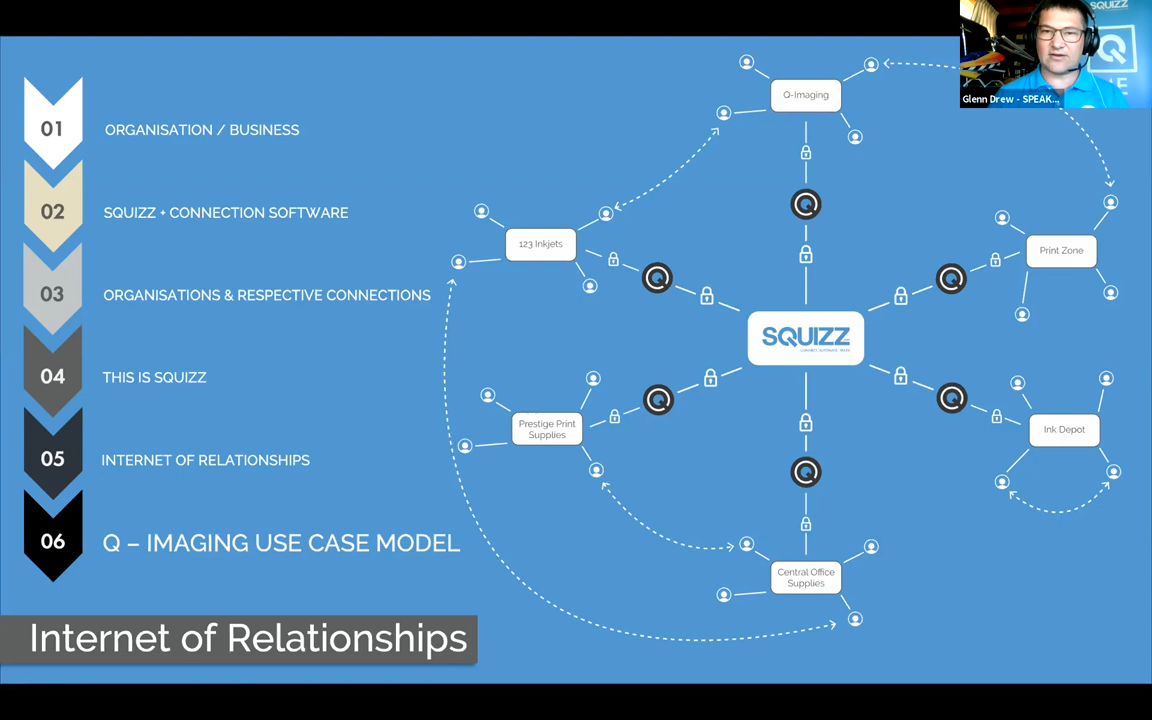 01
ORGANISATION / BUSINESS
02
SQUIZZ + CONNECTION SOFTWARE
03
ORGANISATIONS & RESPECTIVE CONNECTIONS
04
THIS IS SQUIZZ
05
INTERNET OF RELATIONSHIPS
06
Q – IMAGING USE CASE MODEL
Internet of Relationships
Q-Imaging
123 Inkjets
Print Zone
SQUIZZ
Prestige Print
Supplies
Ink Depot
Central Office
Supplies
SQUIZZ
Glenn Drew - SPEAK...